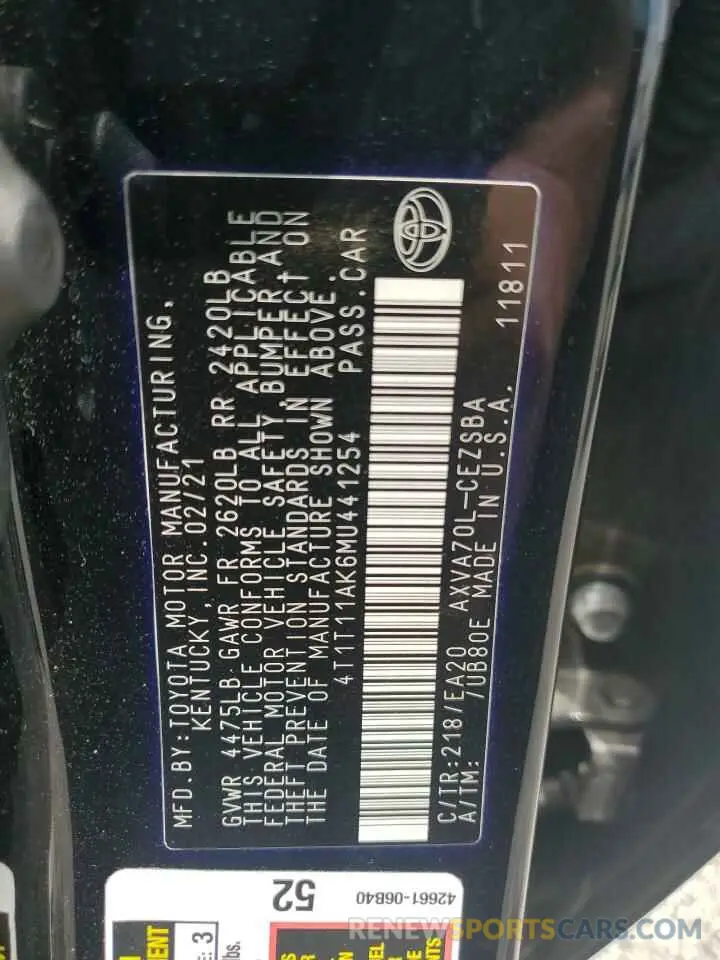 MFD.BY:TOYOTA MOTOR MANUFACTURING,
KENTUCKY, INC. 02/21
GVWR 4475LB GAWR FR 2620LB RR 2420LB
THIS VEHICLE CONFORMS TO ALL APPLICABLE
FEDERAL MOTOR VEHICLE SAFETY, BUMPER, AND
THEFT PREVENTION STANDARDS IN EFFECT ON
THE DATE OF MANUFACTURE SHOWN ABOVE.
4T1T11AK6MU441254 PASS.CAR
C/TR:218/EA20 AXVA70L-CEZSBA
A/TM: /UB80E MADE IN U.S.A.
11811
52
42661-06B40
3
lbs.
RENEWSPORTSCARS.COM